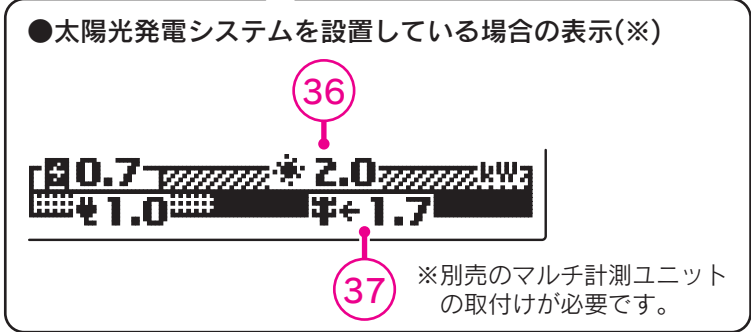 ●太陽光発電システムを設置している場合の表示(※)
36
0.7 2.0 kW
1.0 ←1.7
37
※別売のマルチ計測ユニット
の取付けが必要です。